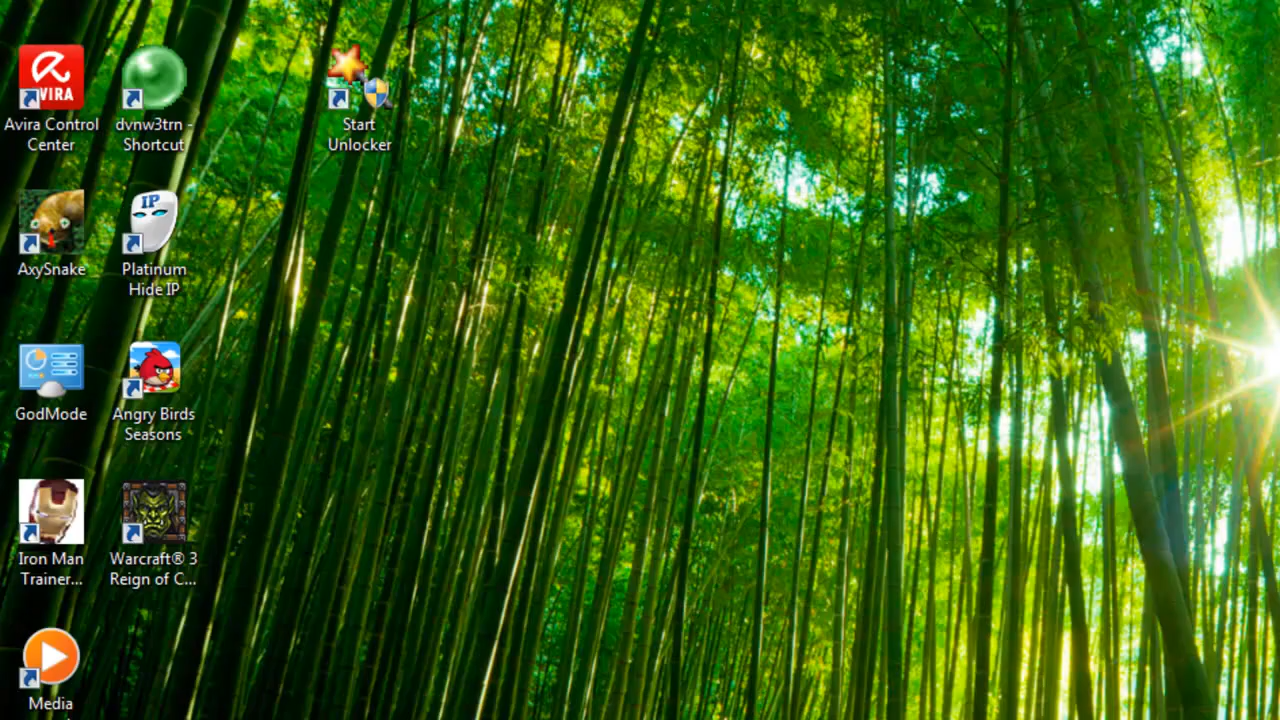 VIRA
Avira Control
Center
dvnw3trn -
Shortcut
Start
Unlocker
AxySnake
IP
Platinum
Hide IP
GodMode
Angry Birds
Seasons
Iron Man
Trainer...
Warcraft® 3
Reign of C...
Media